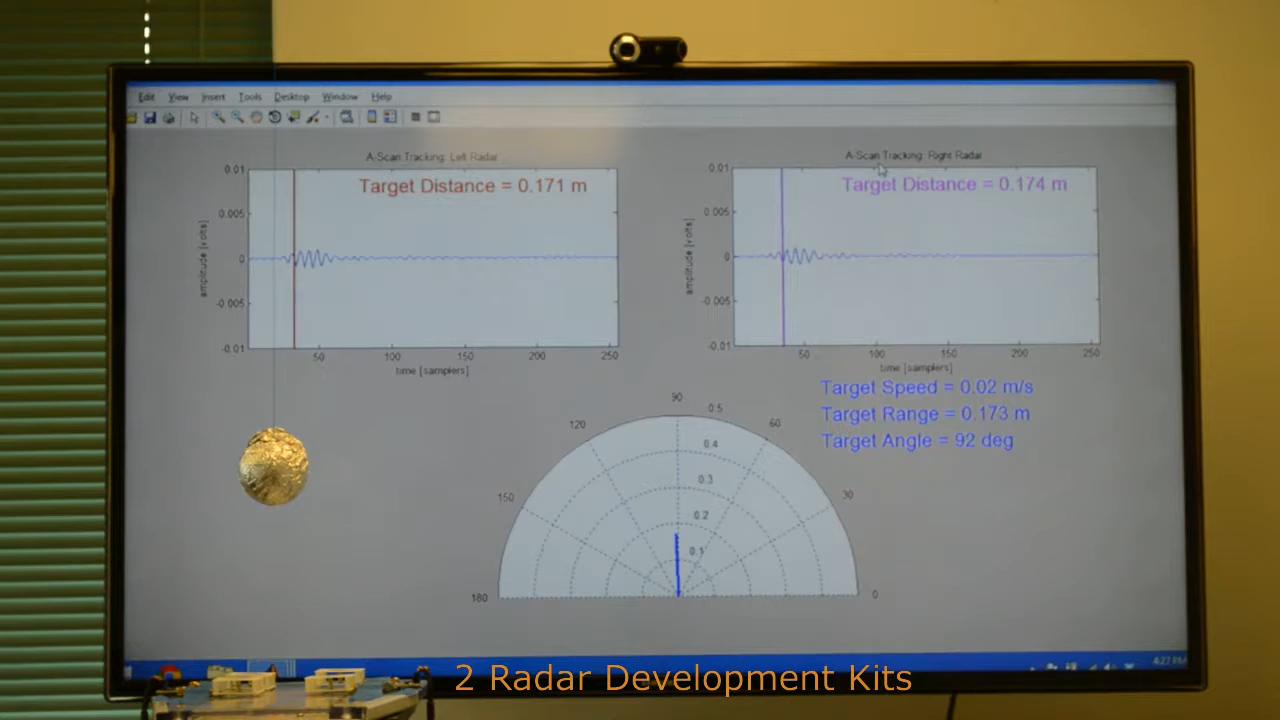 Edit View Insert Tools Desktop Window Help
A-Scan Tracking: Left Radar
Target Distance = 0.171 m
0.01
0.005
0
-0.005
-0.01
amplitude [volts]
50 100 150 200 250
time [samplers]
A-Scan Tracking: Right Radar
Target Distance = 0.174 m
0.01
0.005
0
-0.005
-0.01
amplitude [volts]
50 100 150 200 250
time [samplers]
Target Speed = 0.02 m/s
Target Range = 0.173 m
Target Angle = 92 deg
90
0.5
120
60
0.4
0.3
150
30
0.2
0.1
180
0
4:27 PM
2 Radar Development Kits